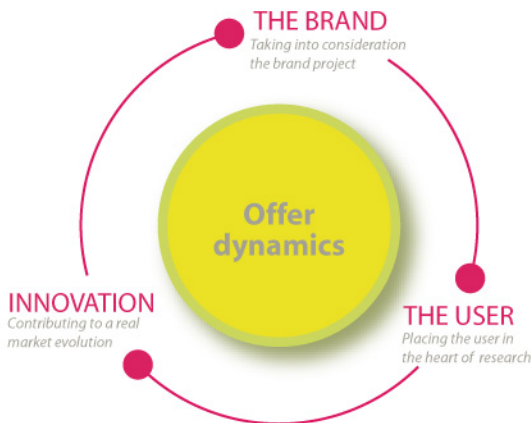 THE BRAND
Taking into consideration
the brand project
Offer
dynamics
INNOVATION
Contributing to a real
market evolution
THE USER
Placing the user in
the heart of research